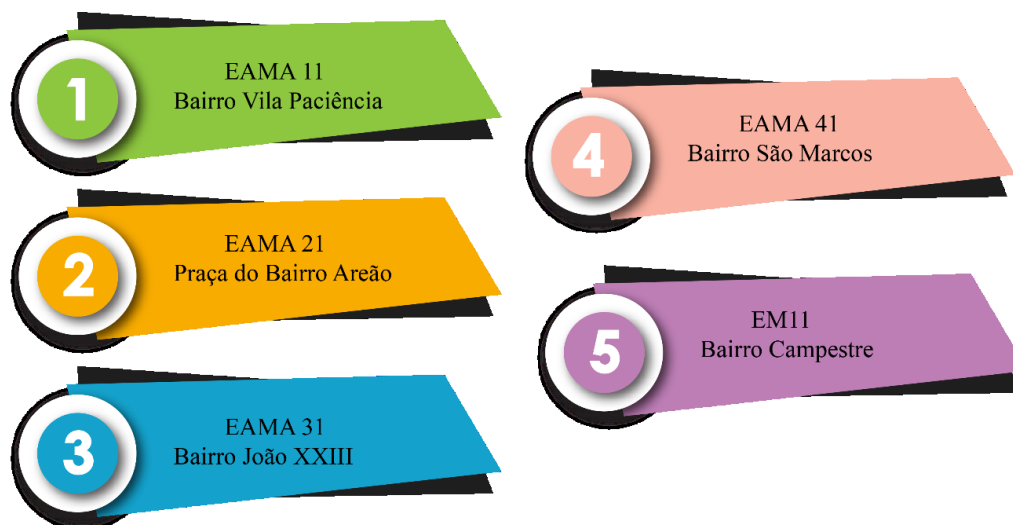 1
EAMA 11
Bairro Vila Paciência
2
EAMA 21
Praça do Bairro Areão
3
EAMA 31
Bairro João XXIII
4
EAMA 41
Bairro São Marcos
5
EM11
Bairro Campestre